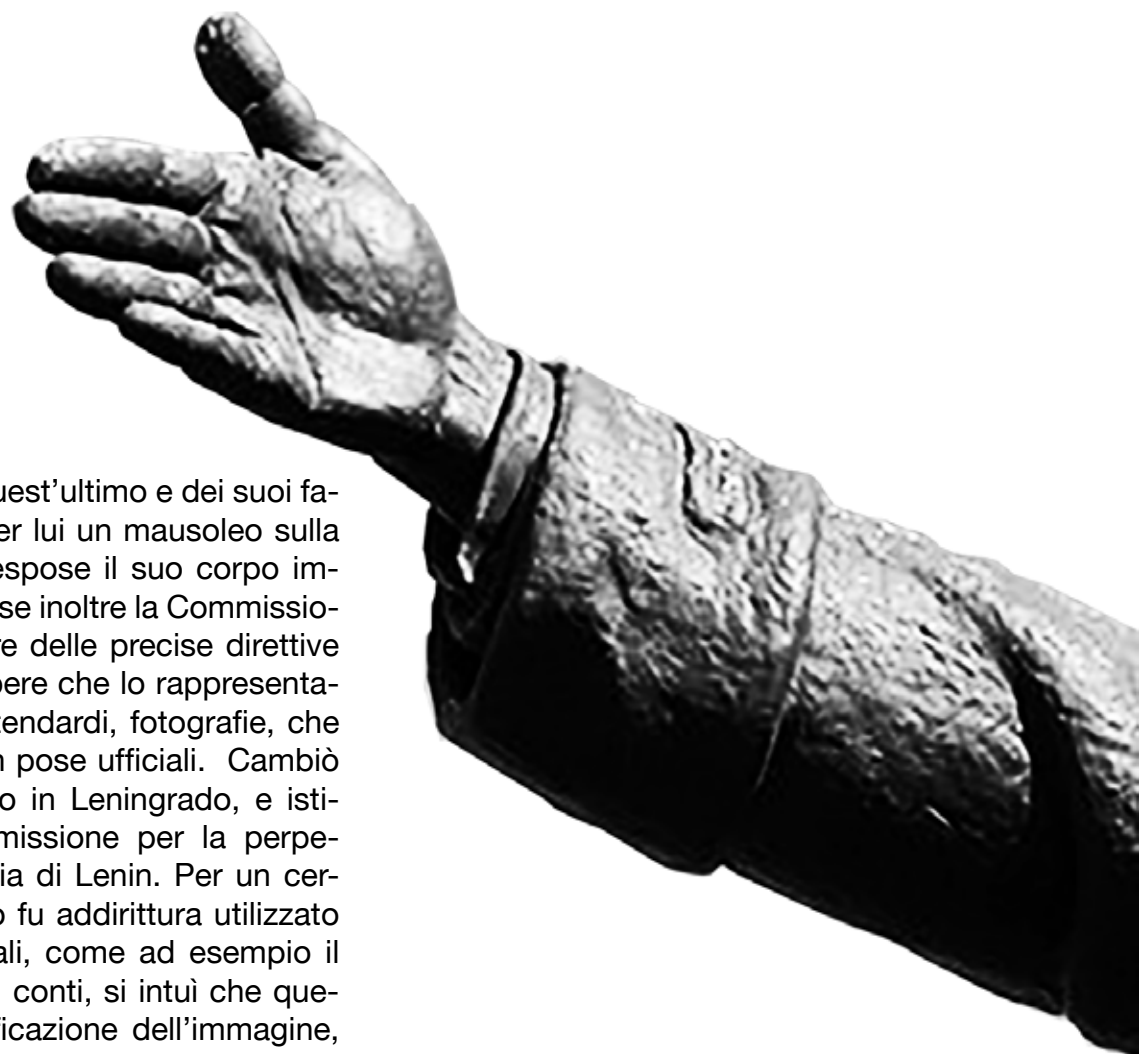 uest’ultimo e dei suoi fa-
er lui un mausoleo sulla
espose il suo corpo im-
se inoltre la Commissio-
e delle precise direttive
pere che lo rappresenta-
tendardi, fotografie, che
n pose ufficiali.  Cambiò
o in Leningrado, e isti-
missione per la perpe-
ia di Lenin. Per un cer-
o fu addirittura utilizzato
ali, come ad esempio il
conti, si intuì che que-
ficazione dell’immagine,